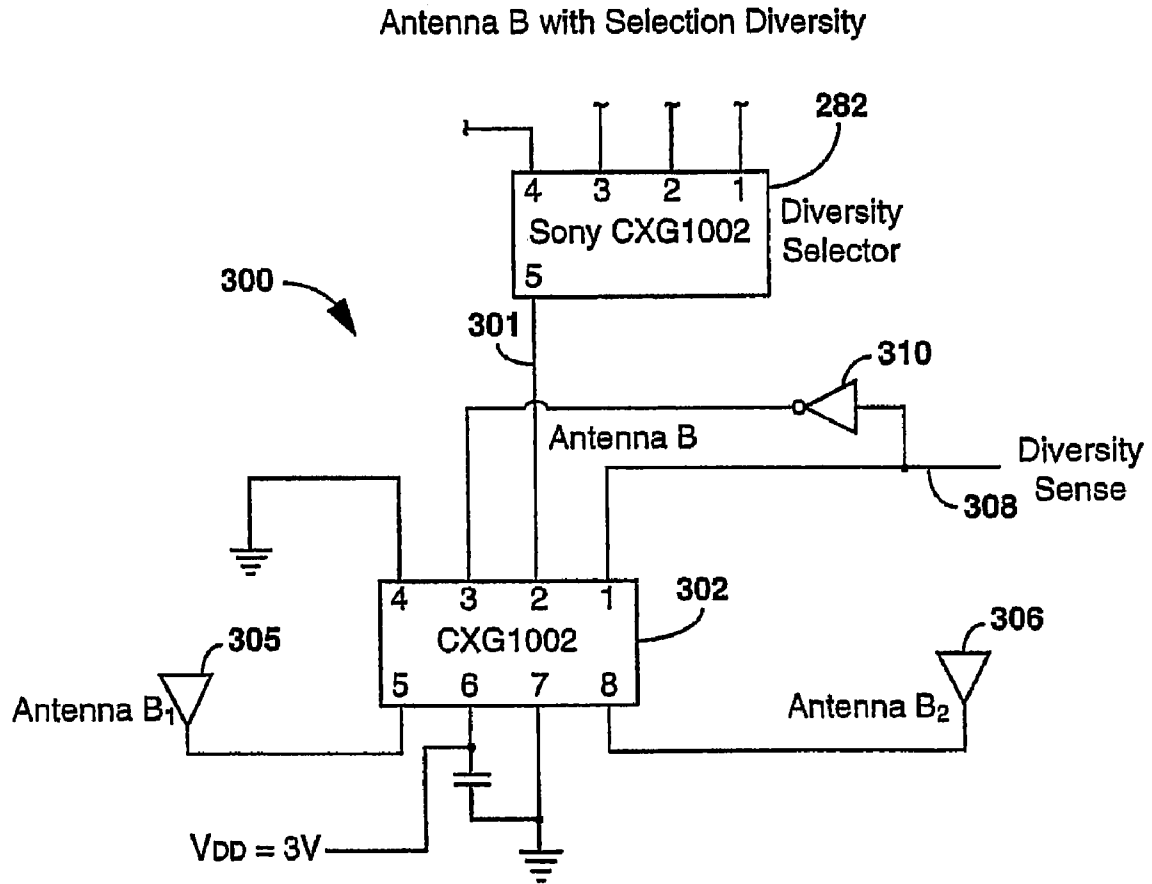 Antenna B with Selection Diversity
282
4 3 2 1
Sony CXG1002
5
Diversity
Selector
300
301
310
Antenna B
Diversity
Sense
308
4 3 2 1
302
CXG1002
5 6 7 8
305
Antenna B1
306
Antenna B2
VDD = 3V